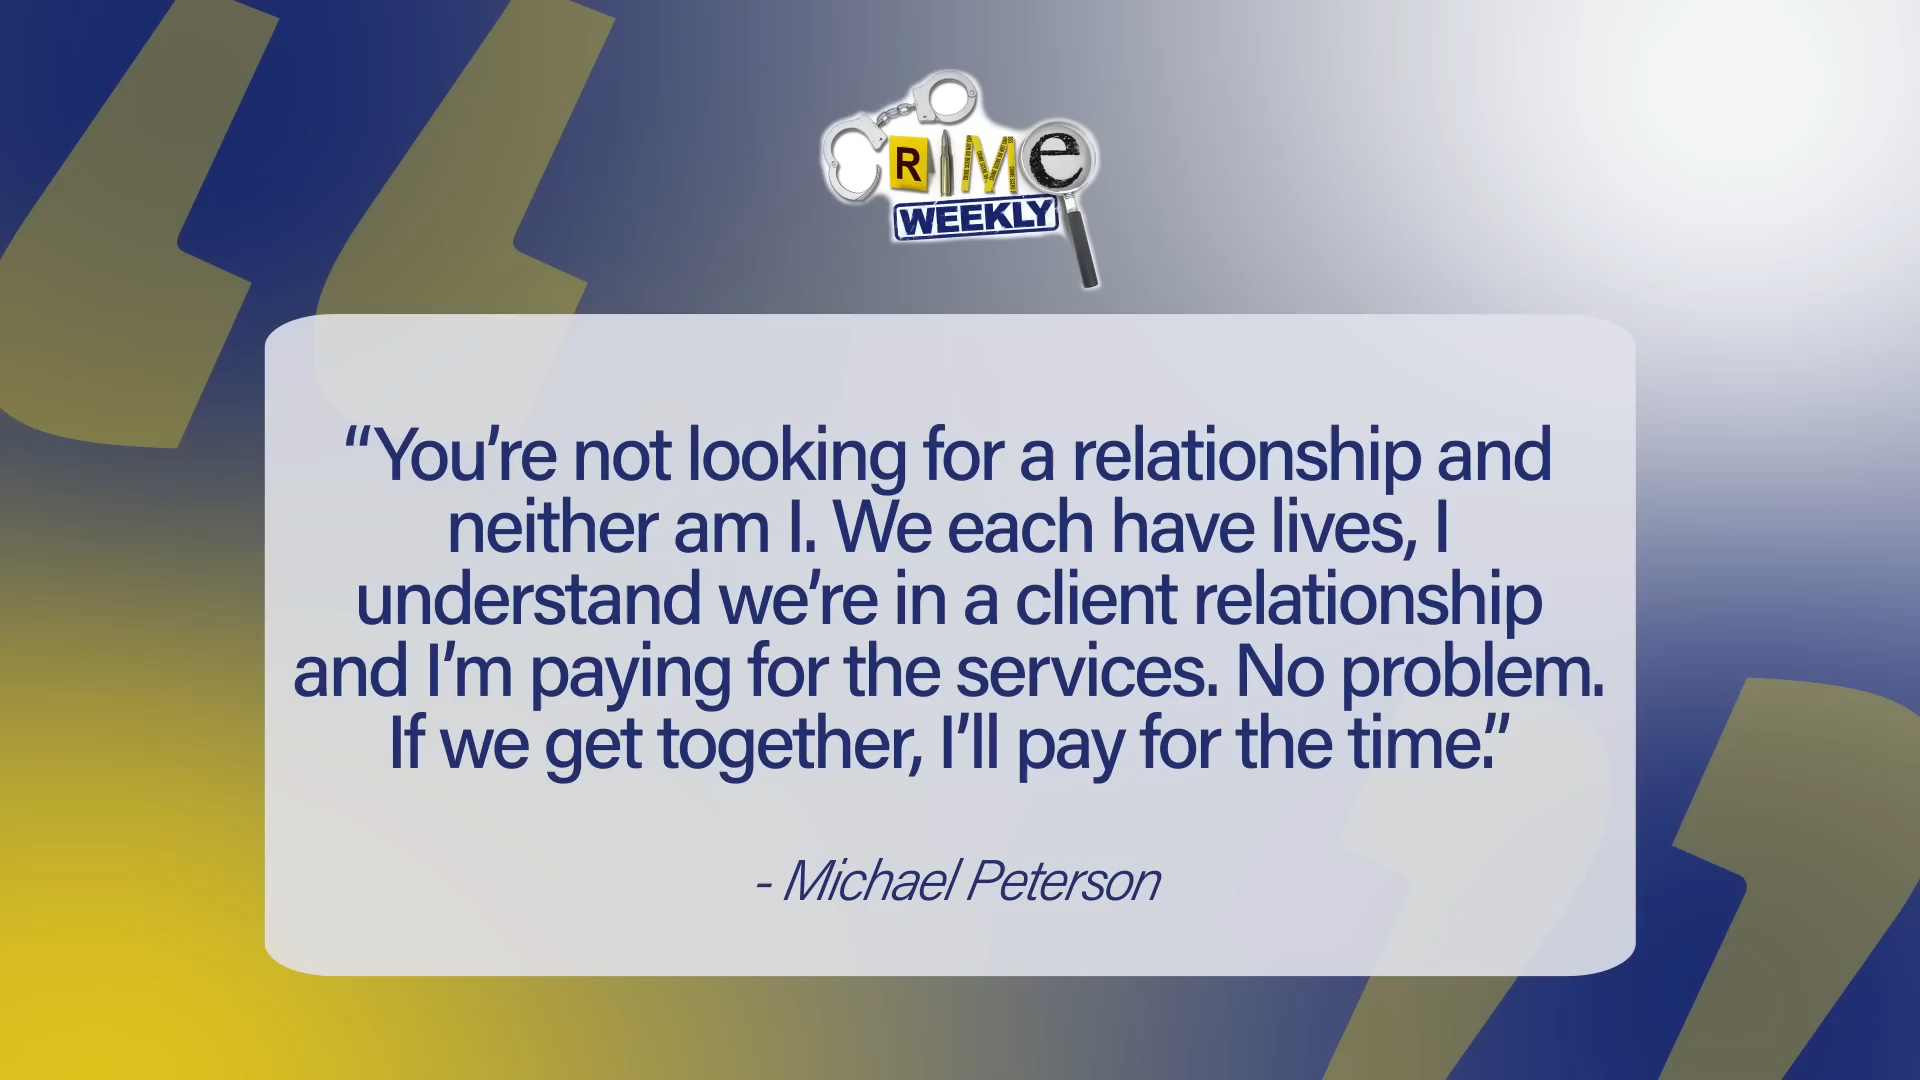 CRIME
WEEKLY
“You’re not looking for a relationship and
neither am I. We each have lives, I
understand we’re in a client relationship
and I’m paying for the services. No problem.
If we get together, I’ll pay for the time.”
- Michael Peterson